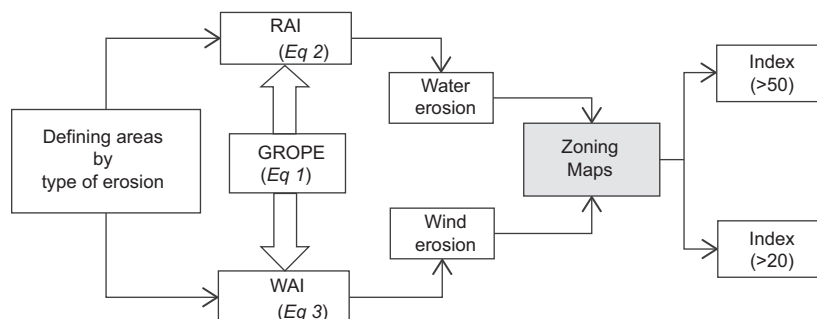 RAI
(Eq 2)
Water
erosion
Index
(>50)
Defining areas
by
type of erosion
GROPE
(Eq 1)
Zoning
Maps
Wind
erosion
Index
(>20)
WAI
(Eq 3)